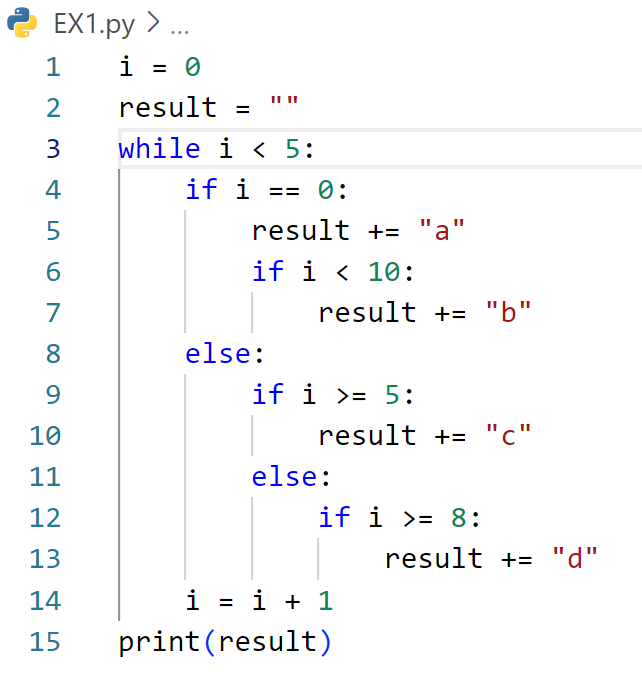 EX1.py > ...
1 i = 0
2 result = ""
3 while i < 5:
4     if i == 0:
5         result += "a"
6         if i < 10:
7             result += "b"
8     else:
9         if i >= 5:
10             result += "c"
11         else:
12             if i >= 8:
13                 result += "d"
14     i = i + 1
15 print(result)